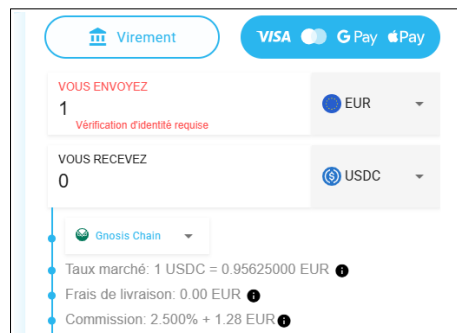 Virement
VISA G Pay Pay
VOUS ENVOYEZ
1
EUR
Vérification d'identité requise
VOUS RECEVEZ
0
USDC
Gnosis Chain
Taux marché: 1 USDC = 0.95625000 EUR
Frais de livraison: 0.00 EUR
Commission: 2.500% + 1.28 EUR